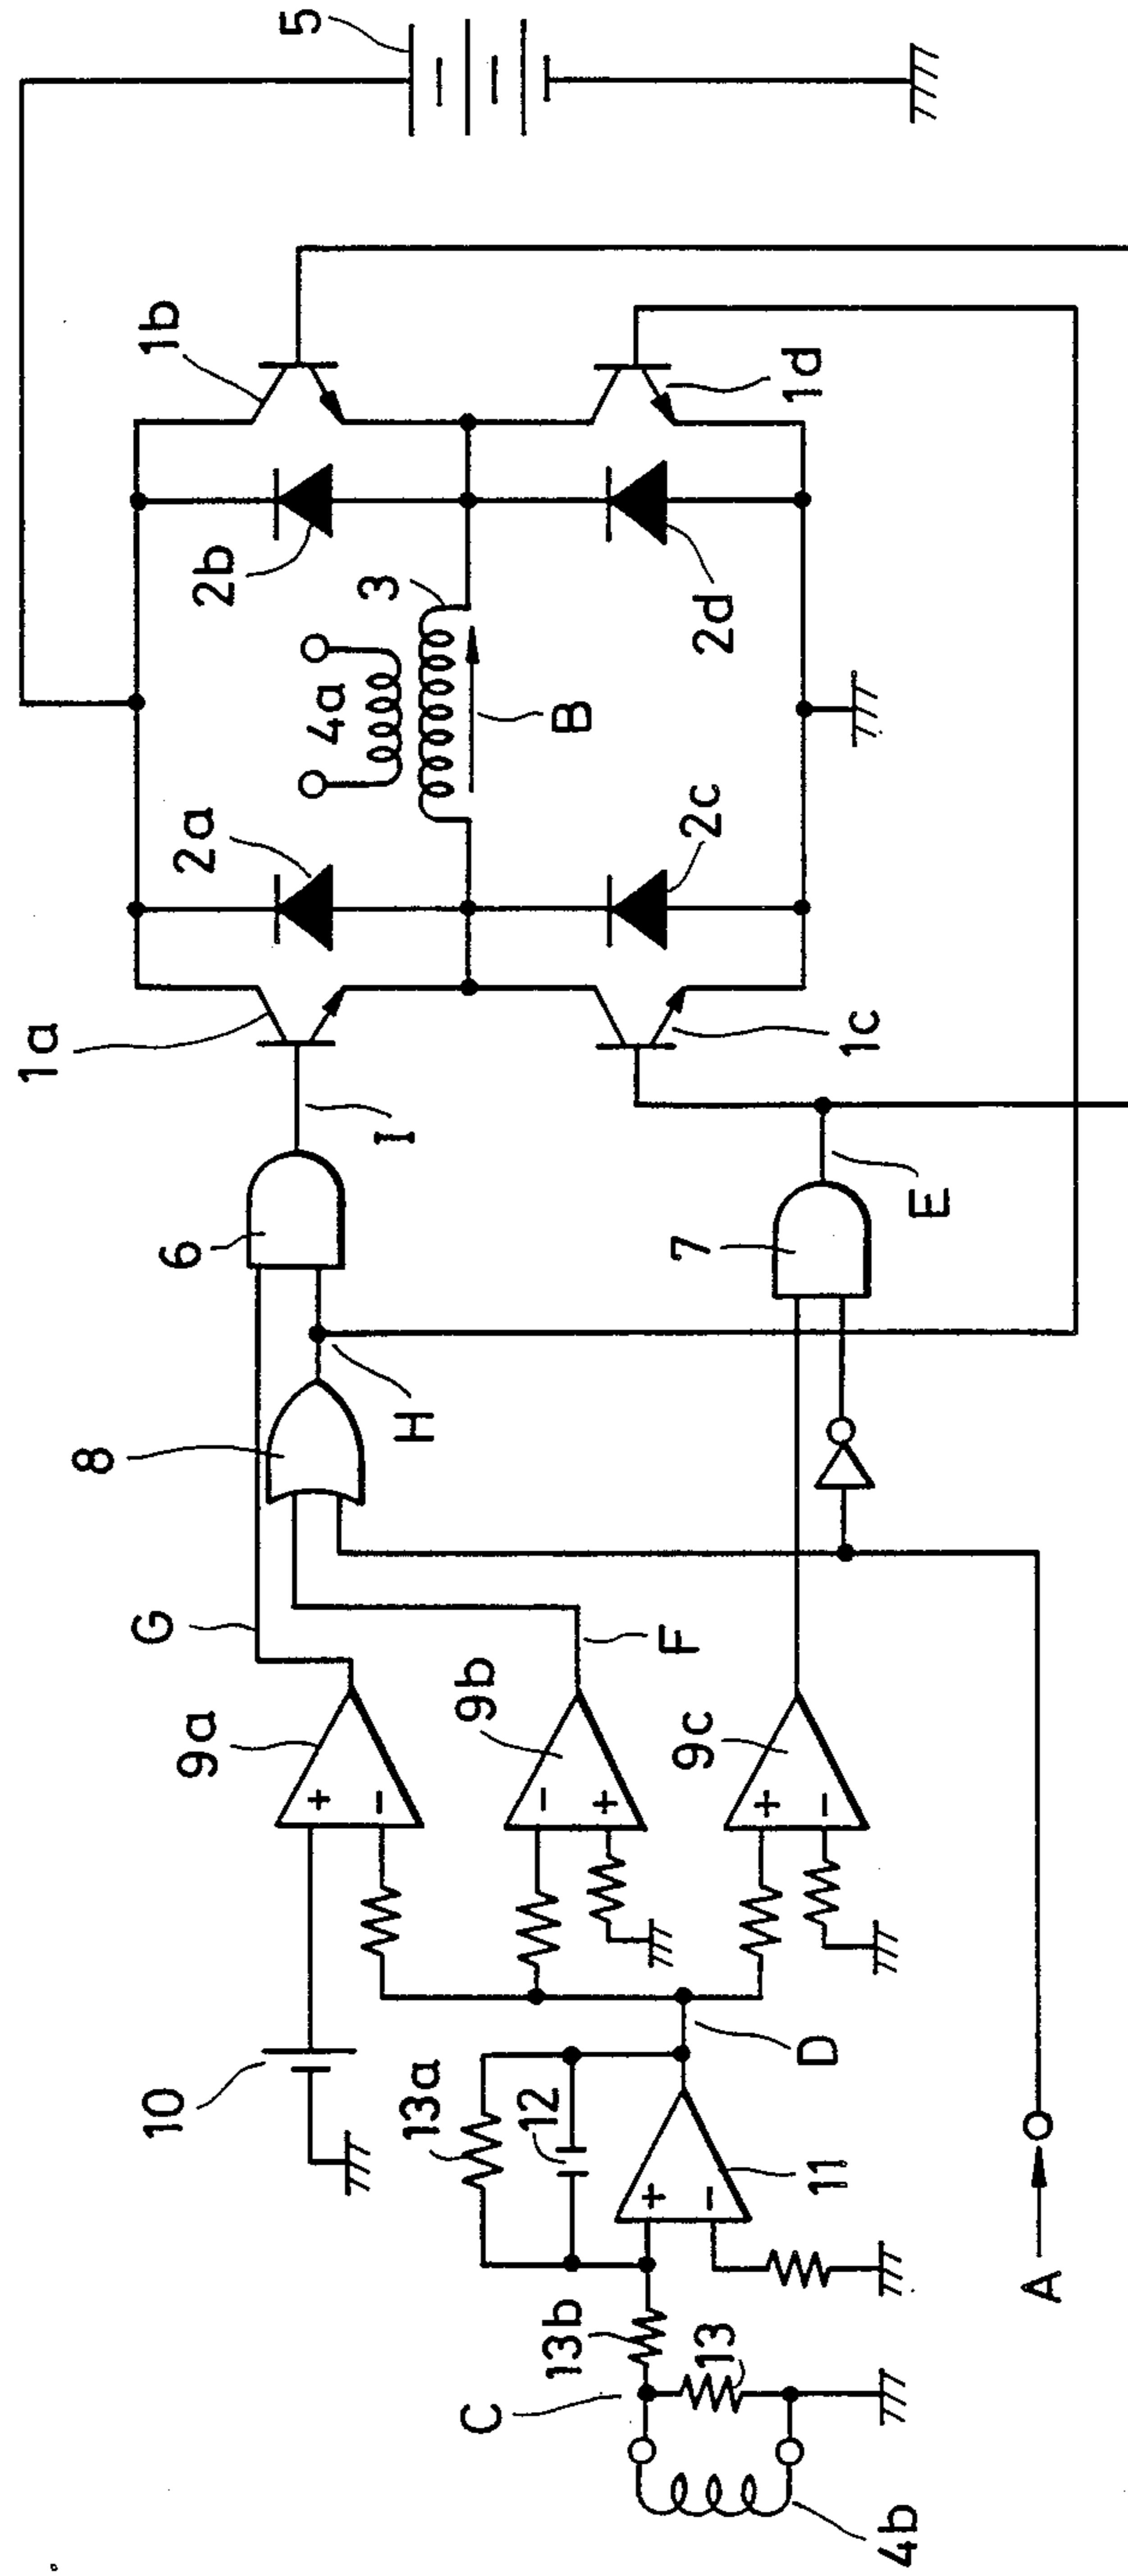 5
1b
1d
2b
2d
3
4a
B
2a
2c
1a
1c
I
E
6
7
8
H
G
F
9a
9b
9c
10
13a
12
D
11
13b
13
C
A
4b
+
-
-
+
+
-
+
-